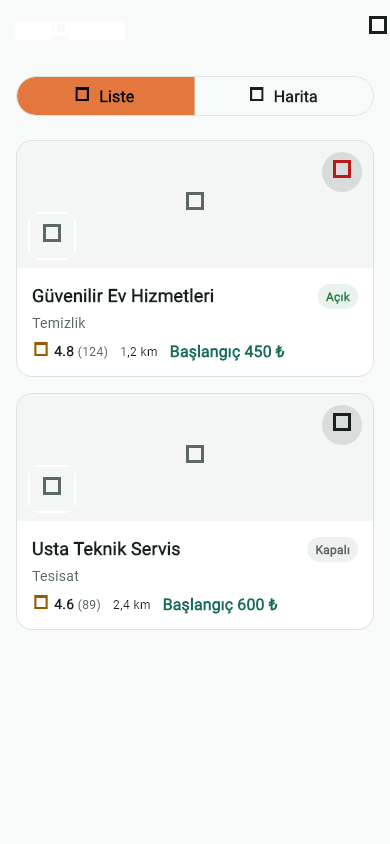 Liste
Harita
Güvenilir Ev Hizmetleri
Açık
Temizlik
4.8 (124) 1,2 km Başlangıç 450 ₺
Usta Teknik Servis
Kapalı
Tesisat
4.6 (89) 2,4 km Başlangıç 600 ₺